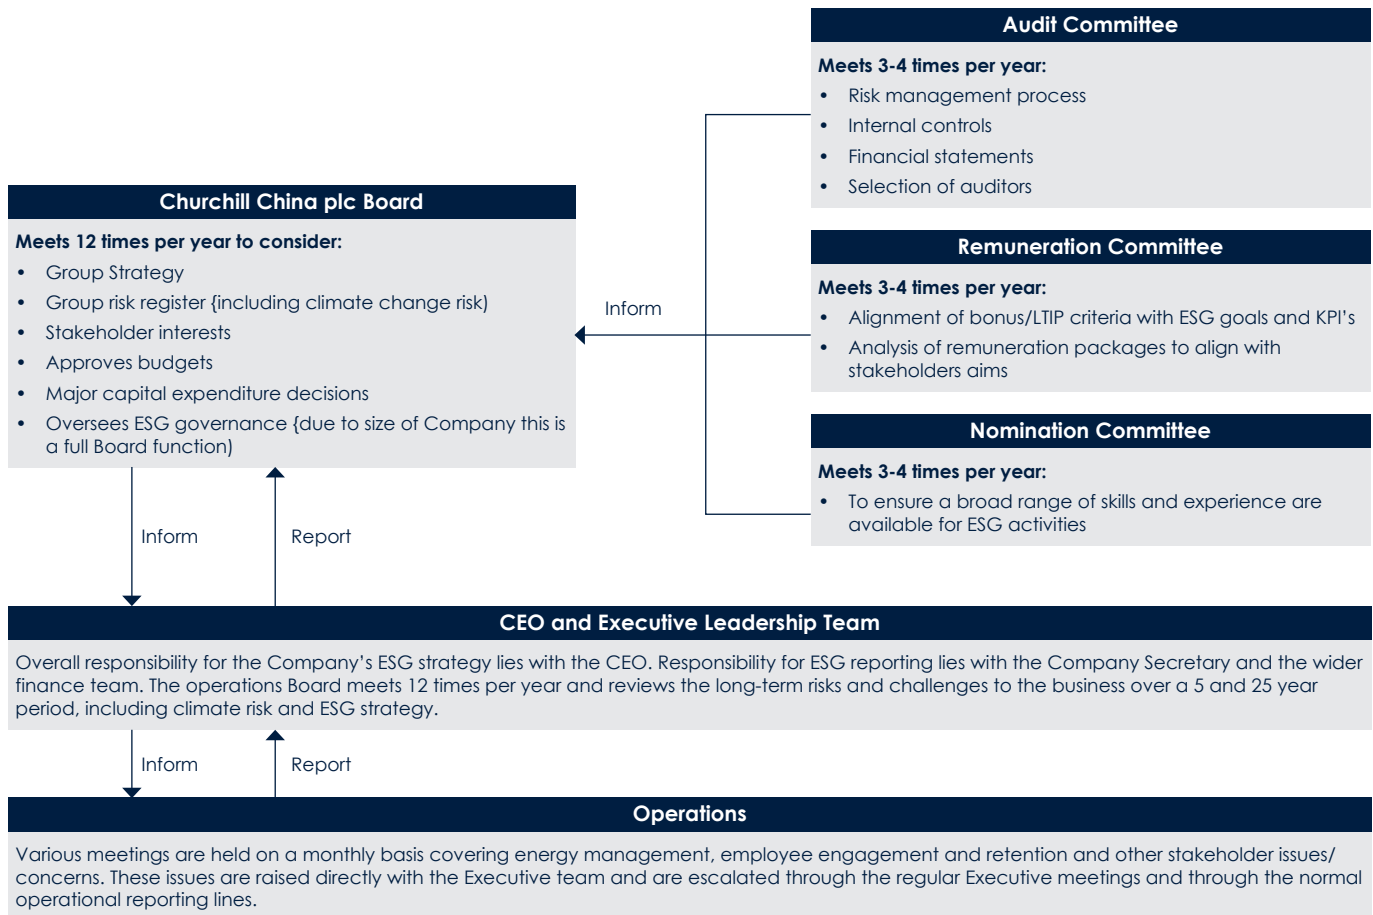 Audit Committee
Meets 3-4 times per year:
• Risk management process
• Internal controls
• Financial statements
• Selection of auditors
Churchill China plc Board
Meets 12 times per year to consider:
• Group Strategy
• Group risk register {including climate change risk)
• Stakeholder interests
• Approves budgets
• Major capital expenditure decisions
• Oversees ESG governance {due to size of Company this is
a full Board function)
Inform
Remuneration Committee
Meets 3-4 times per year:
• Alignment of bonus/LTIP criteria with ESG goals and KPI’s
• Analysis of remuneration packages to align with
stakeholders aims
Nomination Committee
Meets 3-4 times per year:
• To ensure a broad range of skills and experience are
available for ESG activities
Inform
Report
CEO and Executive Leadership Team
Overall responsibility for the Company’s ESG strategy lies with the CEO. Responsibility for ESG reporting lies with the Company Secretary and the wider
finance team. The operations Board meets 12 times per year and reviews the long-term risks and challenges to the business over a 5 and 25 year
period, including climate risk and ESG strategy.
Inform
Report
Operations
Various meetings are held on a monthly basis covering energy management, employee engagement and retention and other stakeholder issues/
concerns. These issues are raised directly with the Executive team and are escalated through the regular Executive meetings and through the normal
operational reporting lines.